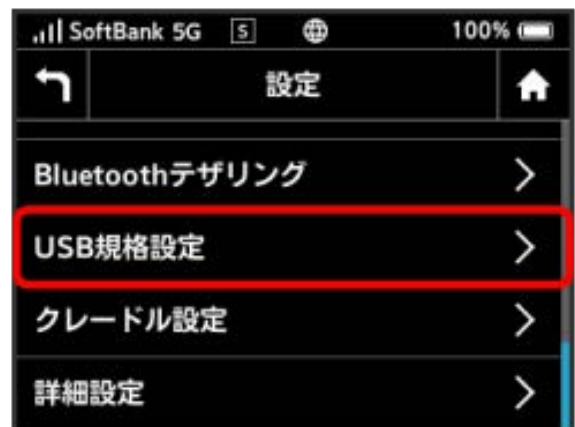 SoftBank 5G S 100%
設定
Bluetoothテザリング
USB規格設定
クレードル設定
詳細設定